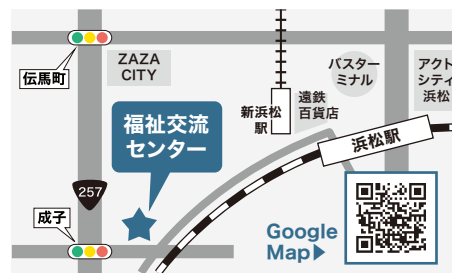 伝馬町
ZAZA
CITY
福祉交流
センター
新浜松
駅
遠鉄
百貨店
バスター
ミナル
アクト
シティ
浜松
浜松駅
257
成子
Google
Map▶